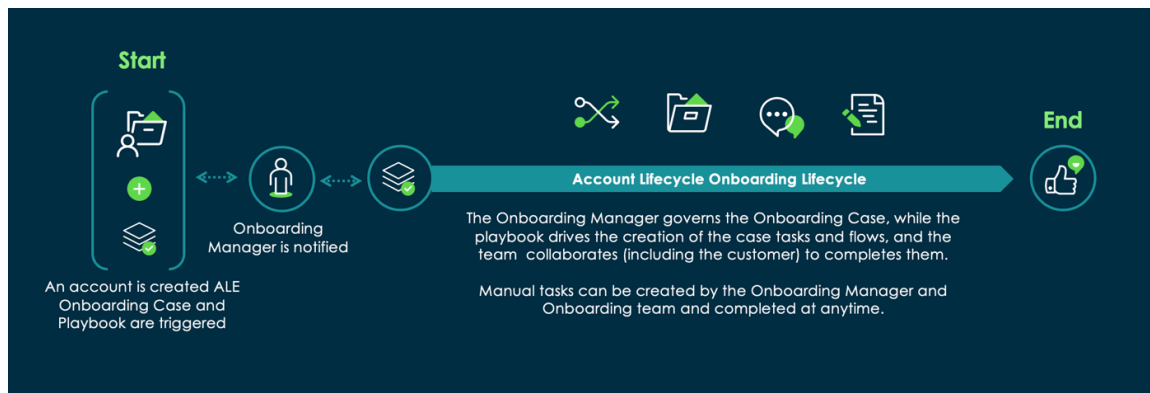 Start
An account is created ALE
Onboarding Case and
Playbook are triggered
Onboarding
Manager is notified
Account Lifecycle Onboarding Lifecycle
The Onboarding Manager governs the Onboarding Case, while the
playbook drives the creation of the case tasks and flows, and the
team collaborates (including the customer) to completes them.
Manual tasks can be created by the Onboarding Manager and
Onboarding team and completed at anytime.
End